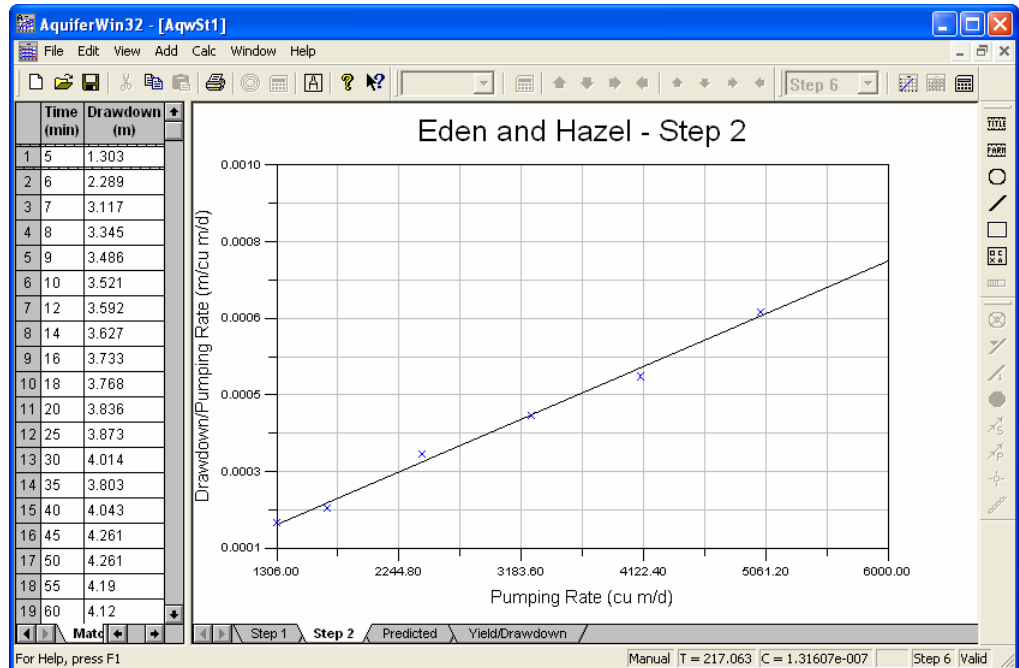 AquiferWin32 - [AqwSt1]
File Edit View Add Calc Window Help
Step 6
Time (min) Drawdown (m)
1 5 1.303
2 6 2.289
3 7 3.117
4 8 3.345
5 9 3.486
6 10 3.521
7 12 3.592
8 14 3.627
9 16 3.733
10 18 3.768
11 20 3.836
12 25 3.873
13 30 4.014
14 35 3.803
15 40 4.043
16 45 4.261
17 50 4.261
18 55 4.19
19 60 4.12
Eden and Hazel - Step 2
Drawdown/Pumping Rate (m/cu m/d)
0.0010
0.0008
0.0006
0.0005
0.0003
0.0001
1306.00 2244.80 3183.60 4122.40 5061.20 6000.00
Pumping Rate (cu m/d)
TITLE
PARM
Step 1 Step 2 Predicted Yield/Drawdown
For Help, press F1
Manual T = 217.063 C = 1.31607e-007 Step 6 Valid